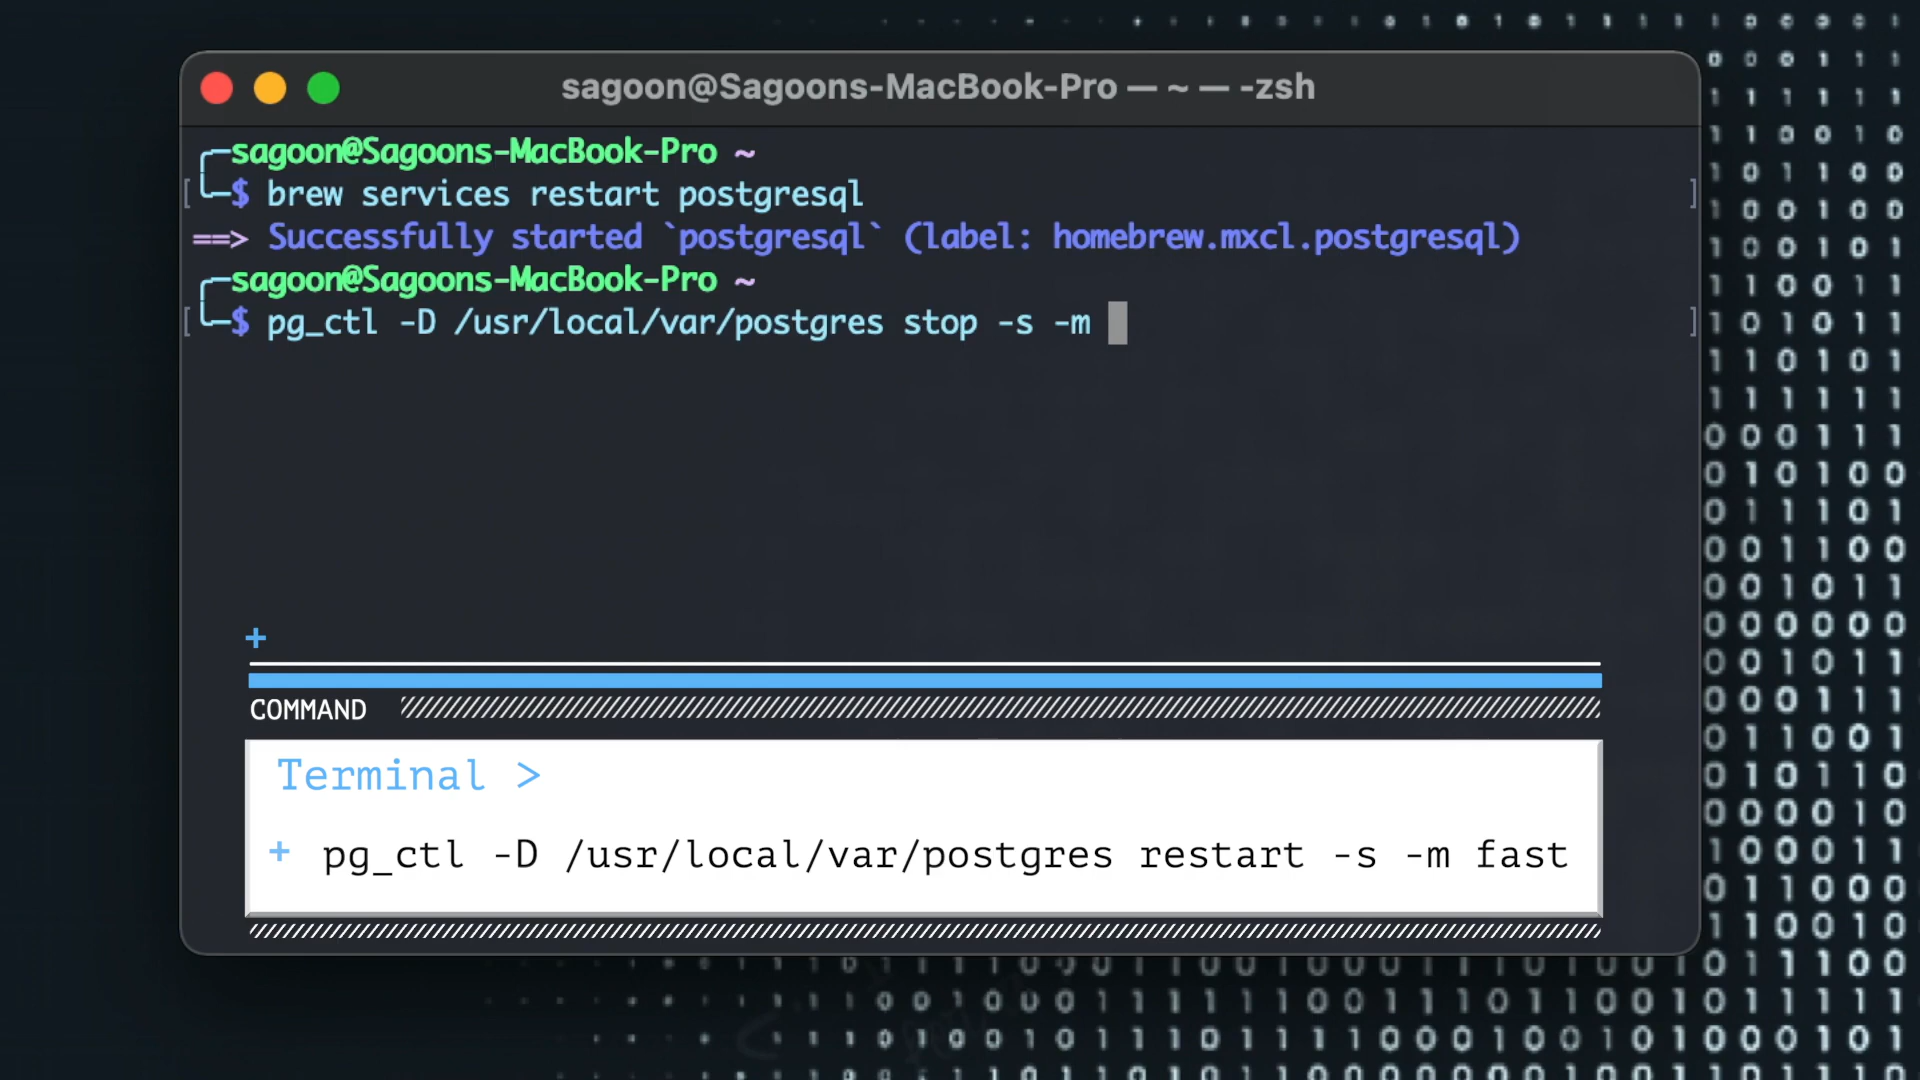 sagoon@Sagoons-MacBook-Pro — ~ — -zsh
sagoon@Sagoons-MacBook-Pro ~
[$ brew services restart postgresql ]
==> Successfully started `postgresql` (label: homebrew.mxcl.postgresql)
sagoon@Sagoons-MacBook-Pro ~
[$ pg_ctl -D /usr/local/var/postgres stop -s -m ]
+
COMMAND
Terminal >
+ pg_ctl -D /usr/local/var/postgres restart -s -m fast